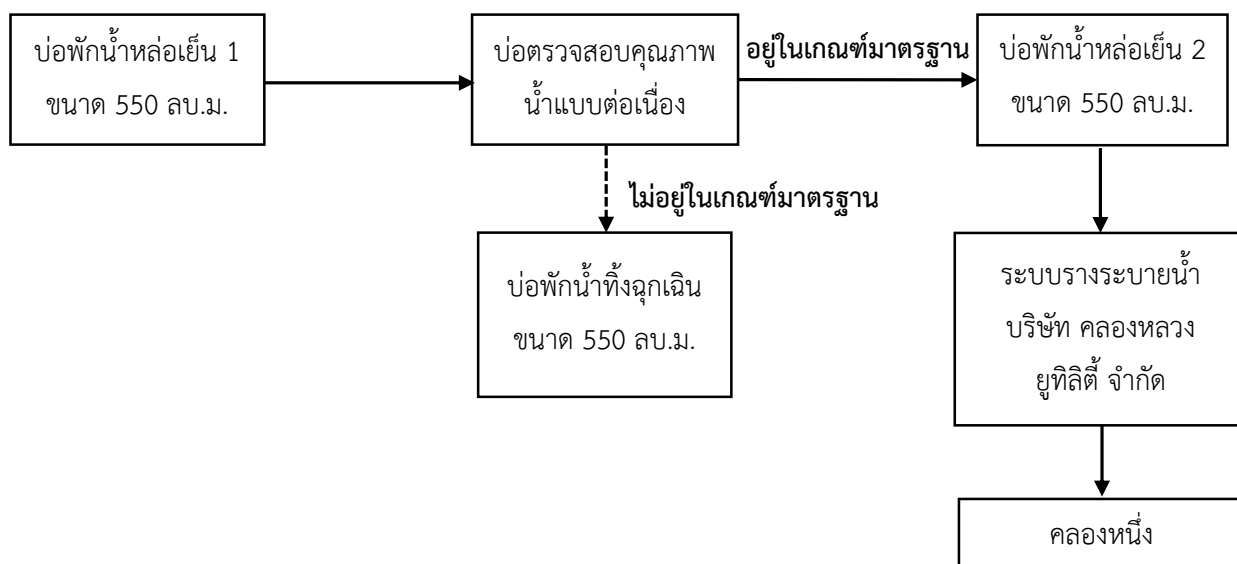 บ่อพักน้ำหล่อเย็น 1
ขนาด 550 ลบ.ม.
บ่อตรวจสอบคุณภาพ
น้ำแบบต่อเนื่อง
อยู่ในเกณฑ์มาตรฐาน
บ่อพักน้ำหล่อเย็น 2
ขนาด 550 ลบ.ม.
ไม่อยู่ในเกณฑ์มาตรฐาน
บ่อพักน้ำทิ้งฉุกเฉิน
ขนาด 550 ลบ.ม.
ระบบรางระบายน้ำ
บริษัท คลองหลวง
ยูทิลิตี้ จำกัด
คลองหนึ่ง